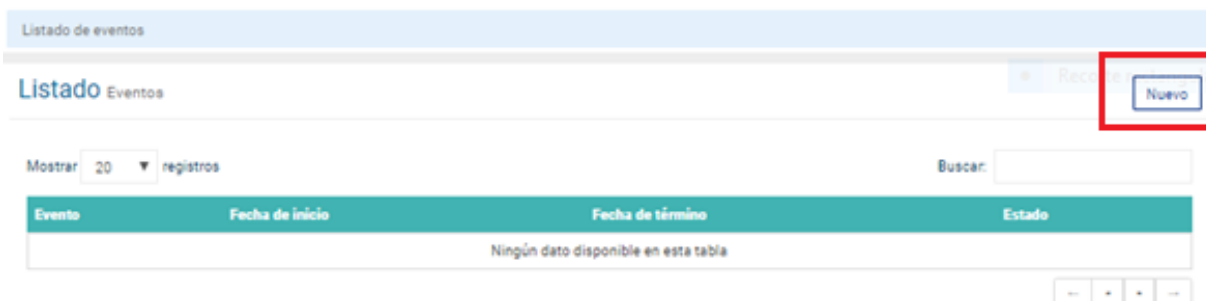 Listado de eventos
Listado Eventos
Nuevo
Mostrar 20 registros Buscar:
Evento Fecha de inicio Fecha de término Estado
Ningún dato disponible en esta tabla